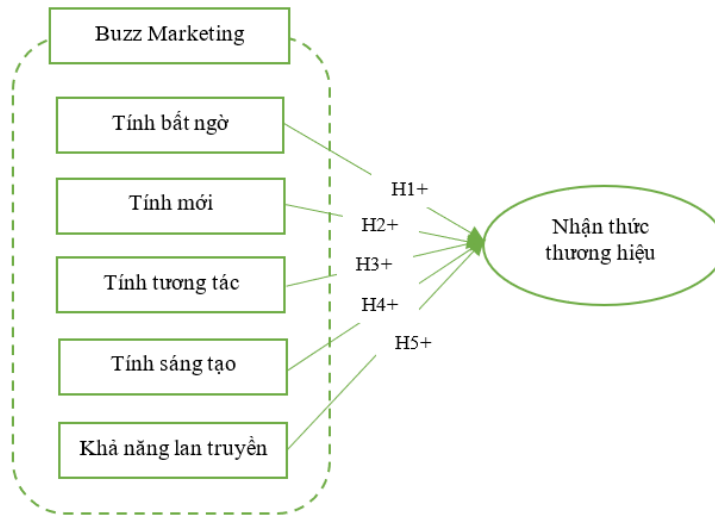 Buzz Marketing
Tính bất ngờ
Tính mới
Tính tương tác
Tính sáng tạo
Khả năng lan truyền
H1+
H2+
H3+
H4+
H5+
Nhận thức
thương hiệu